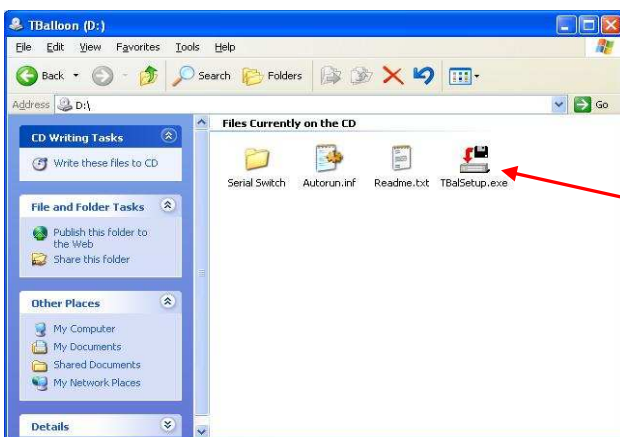 TBalloon (D:)
File Edit View Favorites Tools Help
Back Search Folders
Address D:\ Go
CD Writing Tasks
Write these files to CD
File and Folder Tasks
Publish this folder to
the Web
Share this folder
Other Places
My Computer
My Documents
Shared Documents
My Network Places
Details
Files Currently on the CD
Serial Switch Autorun.inf Readme.txt TBalSetup.exe